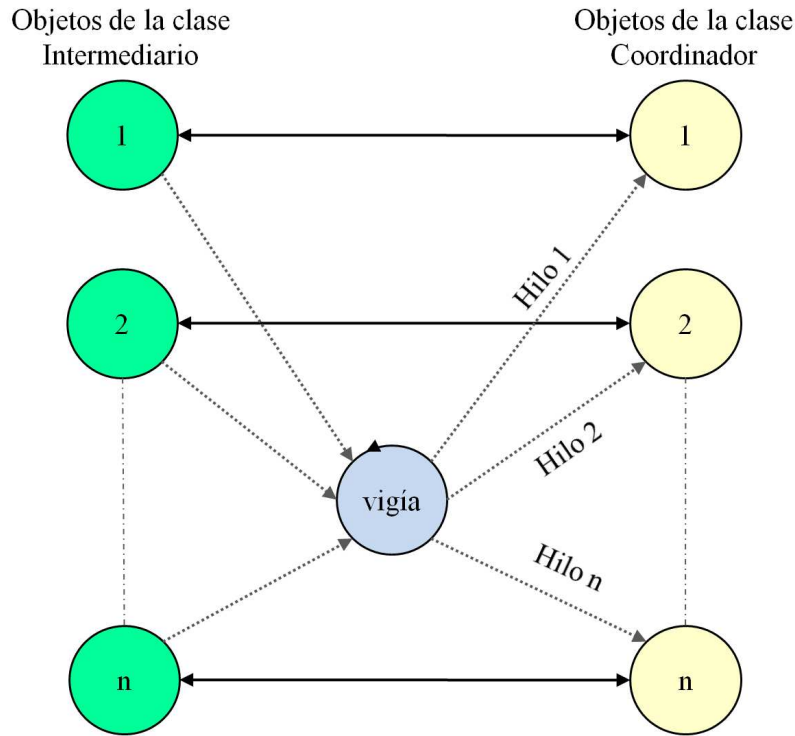 Objetos de la clase
Intermediario
Objetos de la clase
Coordinador
1
1
Hilo 1
2
2
Hilo 2
vigía
Hilo n
n
n